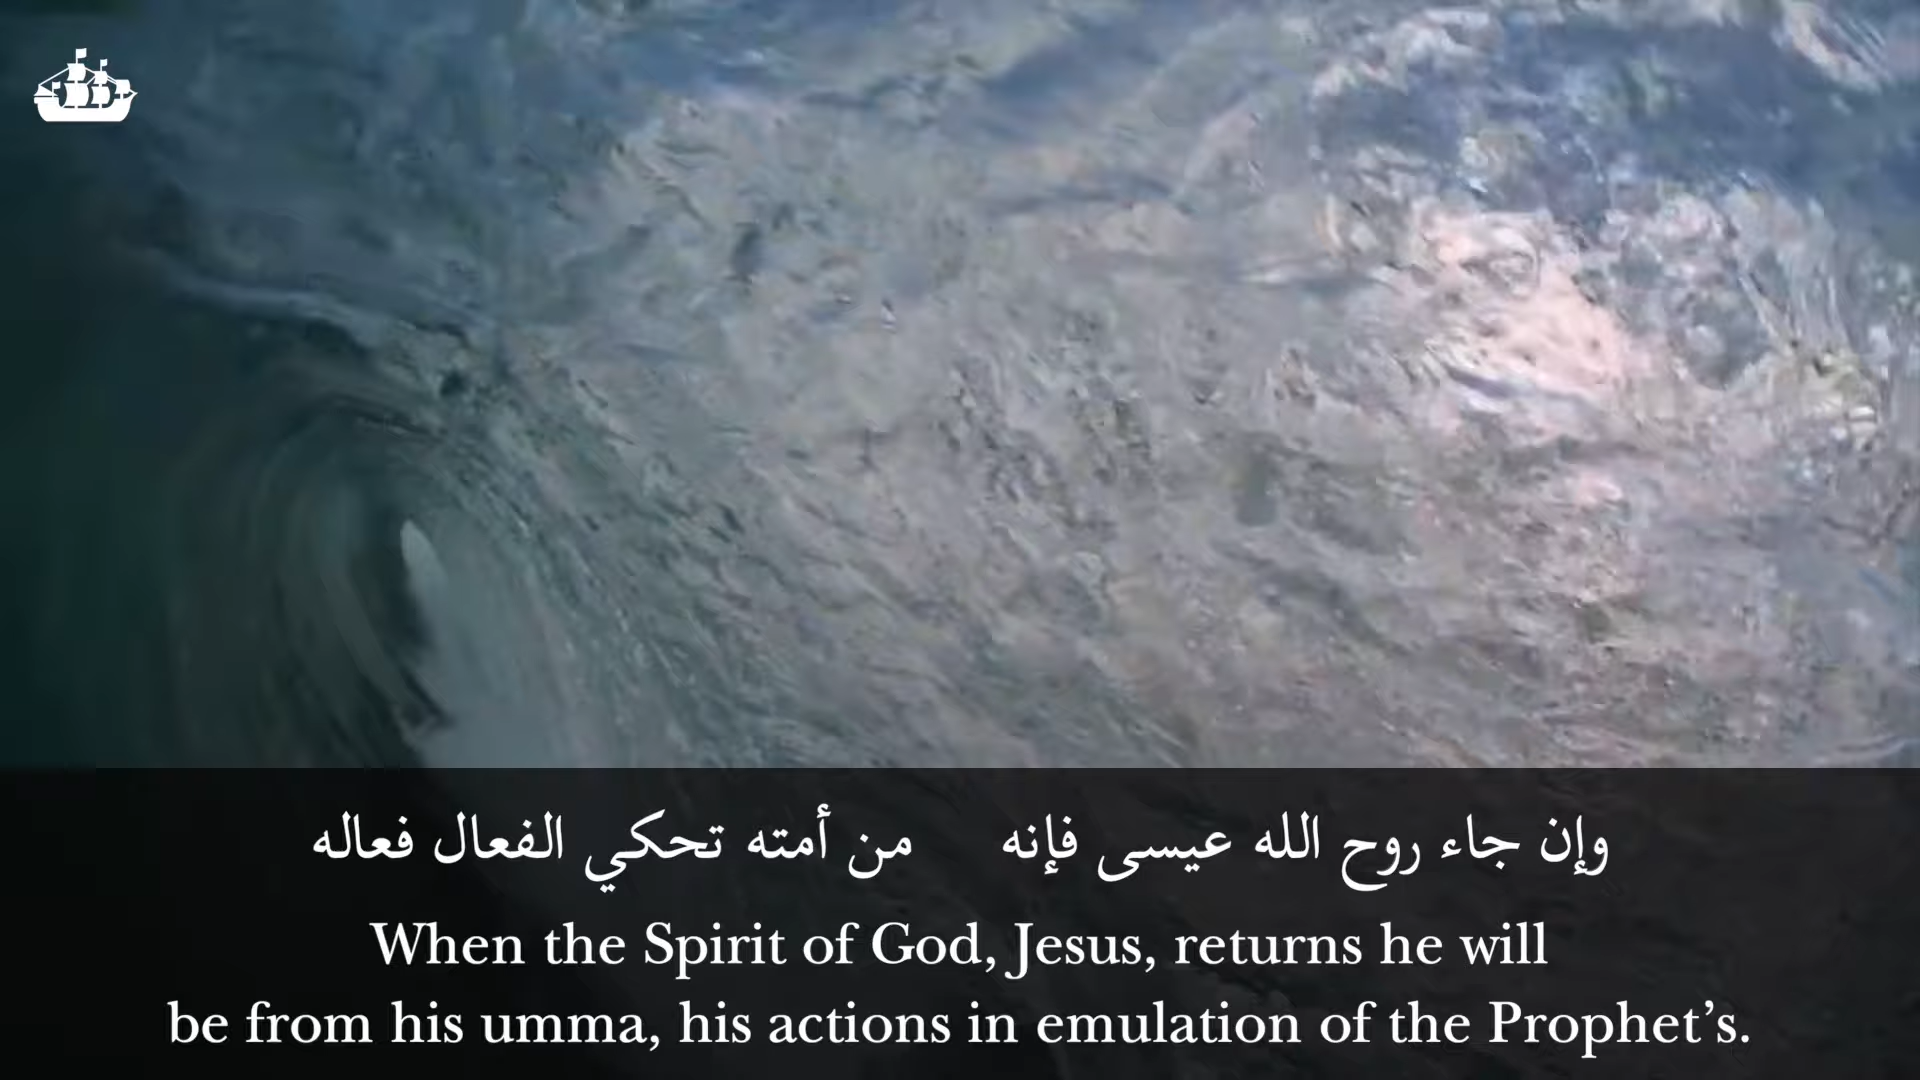 وإن جاء روح الله عيسى فإنه من أمته تحكي الفعال فعاله
When the Spirit of God, Jesus, returns he will
be from his umma, his actions in emulation of the Prophet’s.